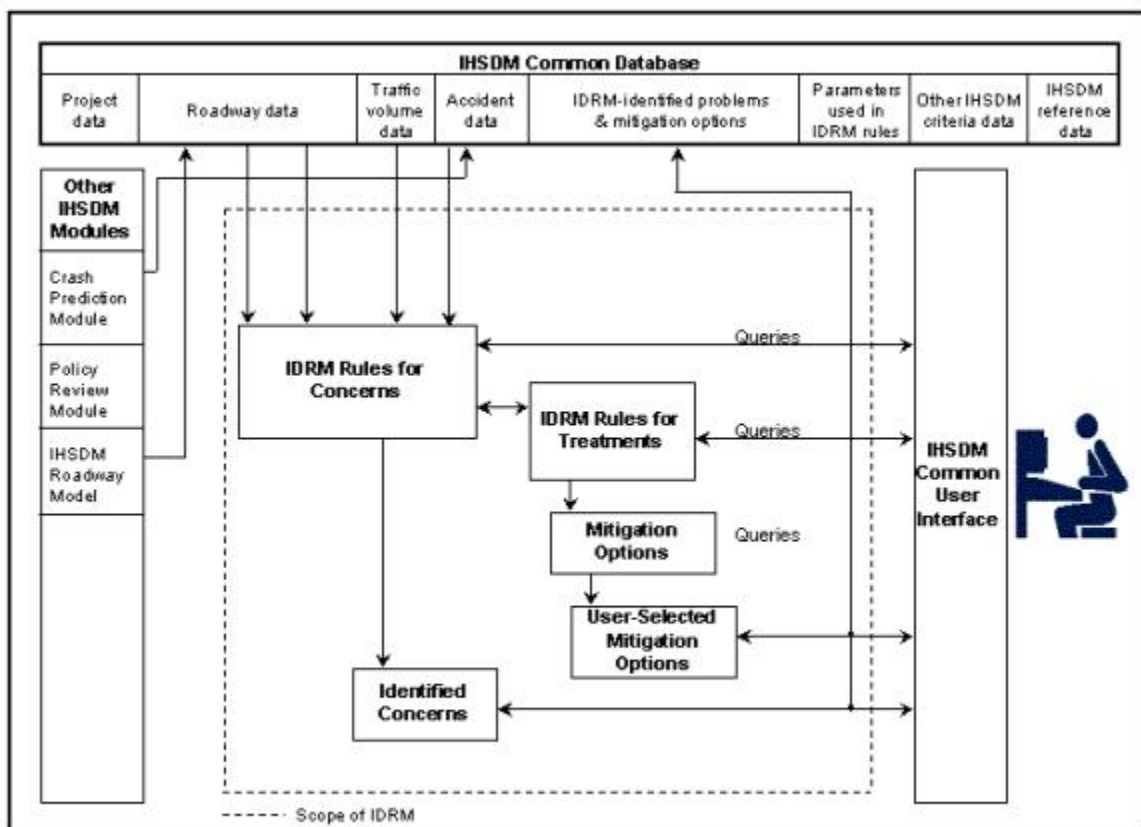 IHSDM Common Database
Project
data
Roadway data
Traffic
volume
data
Accident
data
IDRM-identified problems
& mitigation options
Parameters
used in
IDRM rules
Other IHSDM
criteria data
IHSDM
reference
data
Other
IHSDM
Modules
Crash
Prediction
Module
Policy
Review
Module
IHSDM
Roadway
Model
IDRM Rules for
Concerns
Queries
IDRM Rules for
Treatments
Queries
Mitigation
Options
Queries
User-Selected
Mitigation
Options
Identified
Concerns
IHSDM
Common
User
Interface
Scope of IDRM